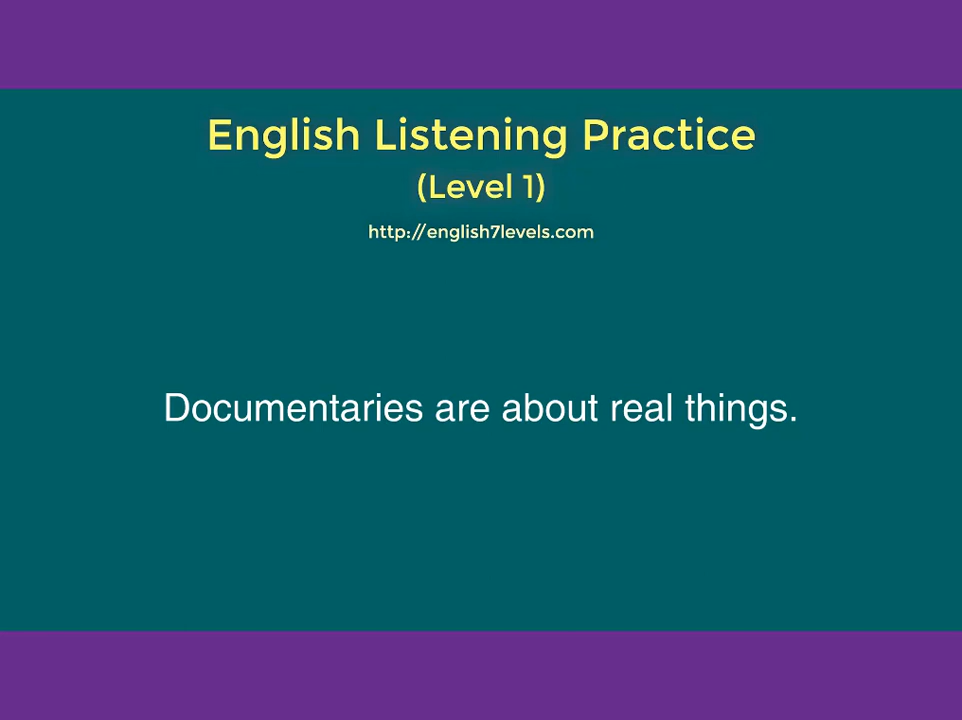 English Listening Practice
(Level 1)
http://english7levels.com
Documentaries are about real things.